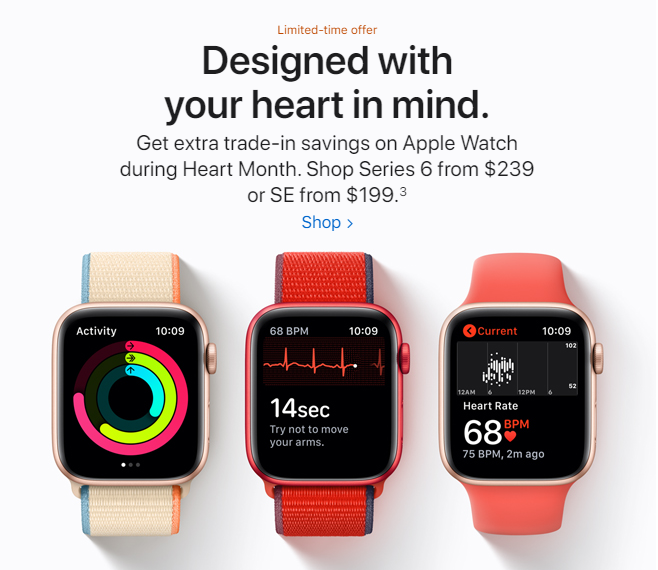 Limited-time offer
Designed with
your heart in mind.
Get extra trade-in savings on Apple Watch
during Heart Month. Shop Series 6 from $239
or SE from $199.³
Shop >
Activity 10:09
68 BPM 10:09
14sec
Try not to move
your arms.
Current 10:09
102
52
12AM 6 12PM 6
Heart Rate
68 BPM
75 BPM, 2m ago